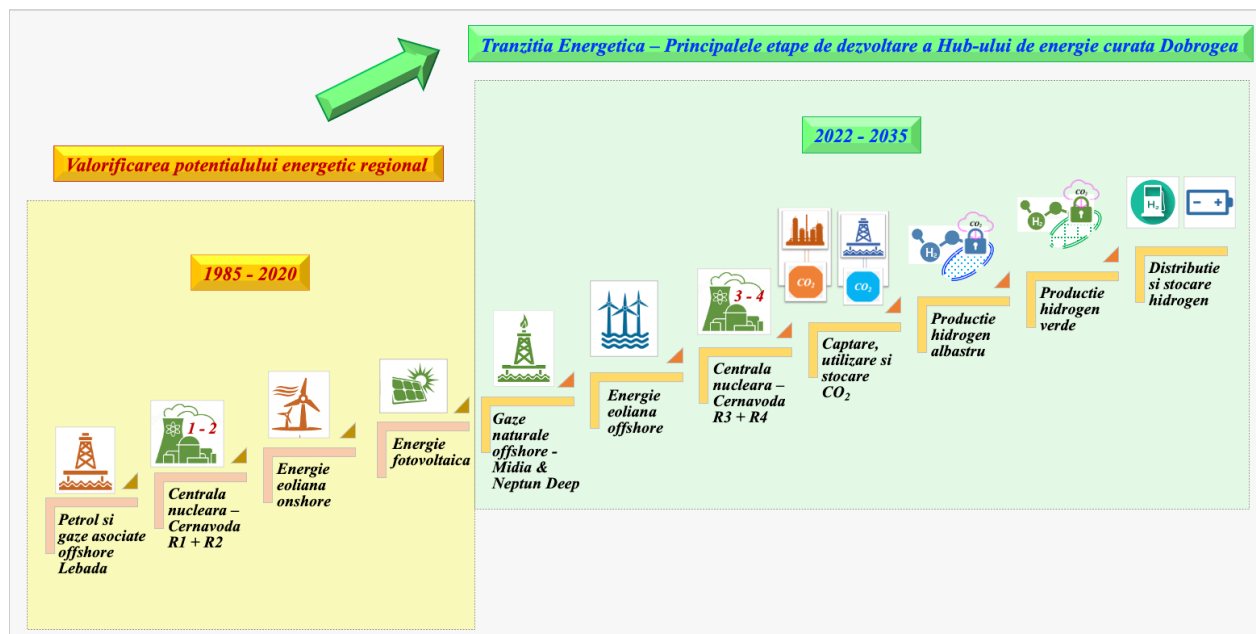 Tranzitia Energetica – Principalele etape de dezvoltare a Hub-ului de energie curata Dobrogea
2022 - 2035
Valorificarea potentialului energetic regional
1985 - 2020
Petrol si
gaze asociate
offshore
Lebada
1 - 2
Centrala
nucleara –
Cernavoda
R1 + R2
Energie
eoliana
onshore
Energie
fotovoltaica
Gaze
naturale
offshore -
Midia &
Neptun Deep
Energie
eoliana
offshore
3 - 4
Centrala
nucleara –
Cernavoda
R3 + R4
CO2
CO2
Captare,
utilizare si
stocare
CO2
CO2
H2
Productie
hidrogen
albastru
CO2
H2
Productie
hidrogen
verde
H2
Distributie
si stocare
hidrogen